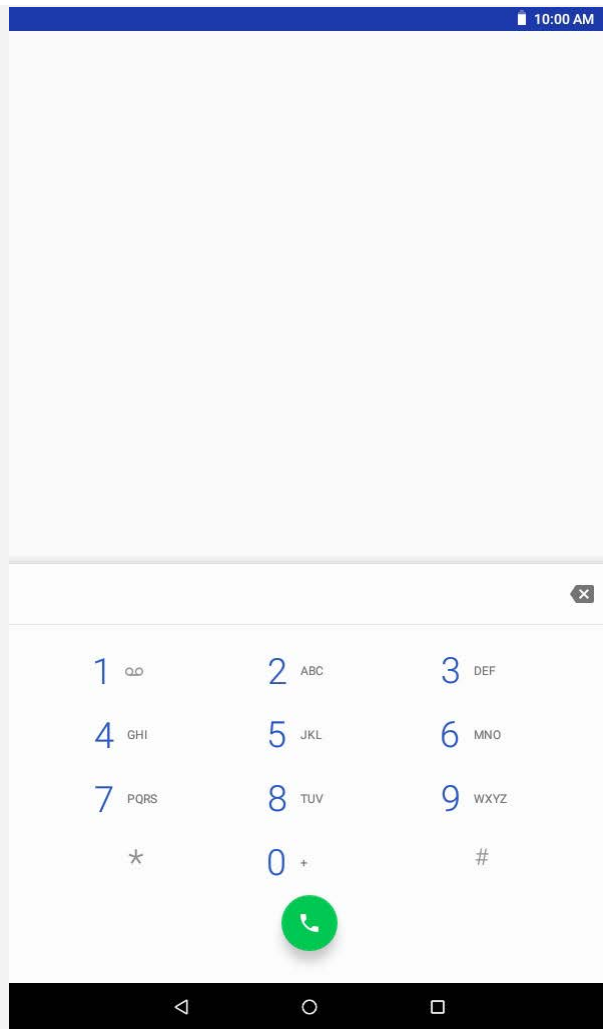 10:00 AM
1
2 ABC
3 DEF
4 GHI
5 JKL
6 MNO
7 PQRS
8 TUV
9 WXYZ
*
0 +
#